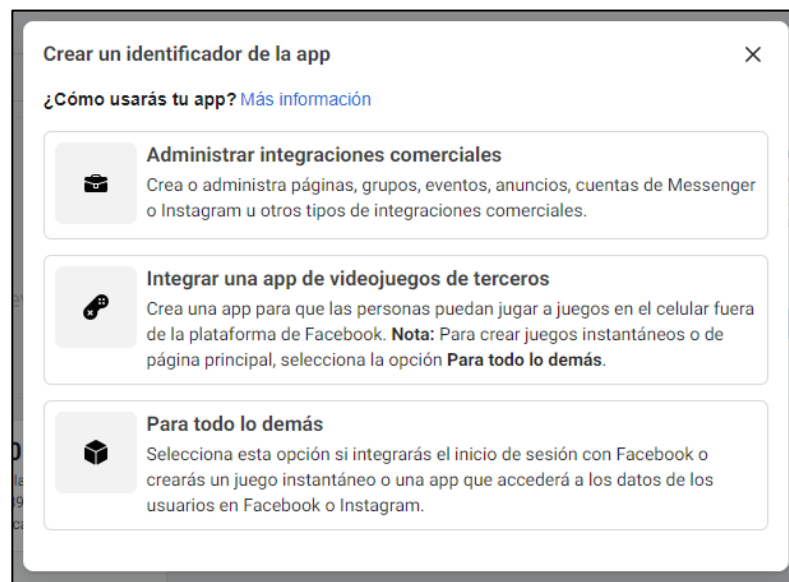 Crear un identificador de la app
¿Cómo usarás tu app? Más información
Administrar integraciones comerciales
Crea o administra páginas, grupos, eventos, anuncios, cuentas de Messenger
o Instagram u otros tipos de integraciones comerciales.
Integrar una app de videojuegos de terceros
Crea una app para que las personas puedan jugar a juegos en el celular fuera
de la plataforma de Facebook. Nota: Para crear juegos instantáneos o de
página principal, selecciona la opción Para todo lo demás.
Para todo lo demás
Selecciona esta opción si integrarás el inicio de sesión con Facebook o
crearás un juego instantáneo o una app que accederá a los datos de los
usuarios en Facebook o Instagram.